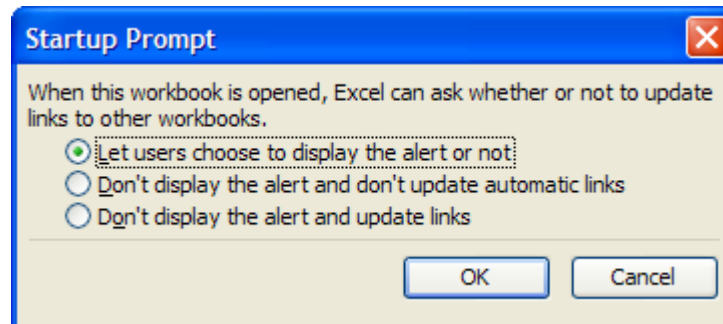 Startup Prompt
When this workbook is opened, Excel can ask whether or not to update
links to other workbooks.
Let users choose to display the alert or not
Don't display the alert and don't update automatic links
Don't display the alert and update links
OK
Cancel